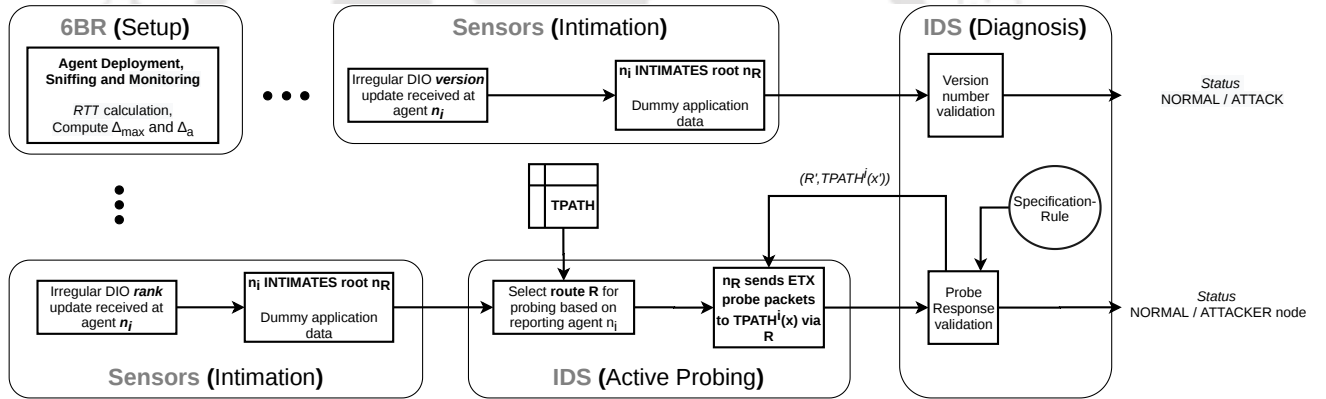 6BR (Setup)
Agent Deployment,
Sniffing and Monitoring
RTT calculation,
Compute Δmax and Δa
Sensors (Intimation)
Irregular DIO version
update received at
agent ni
ni INTIMATES root nR
Dummy application
data
IDS (Diagnosis)
Version
number
validation
Status
NORMAL / ATTACK
TPATH
(R',TPATHi(x'))
Specification-
Rule
Irregular DIO rank
update received at
agent ni
ni INTIMATES root nR
Dummy application
data
Sensors (Intimation)
Select route R for
probing based on
reporting agent ni
nR sends ETX
probe packets
to TPATHi(x) via
R
IDS (Active Probing)
Probe
Response
validation
Status
NORMAL / ATTACKER node